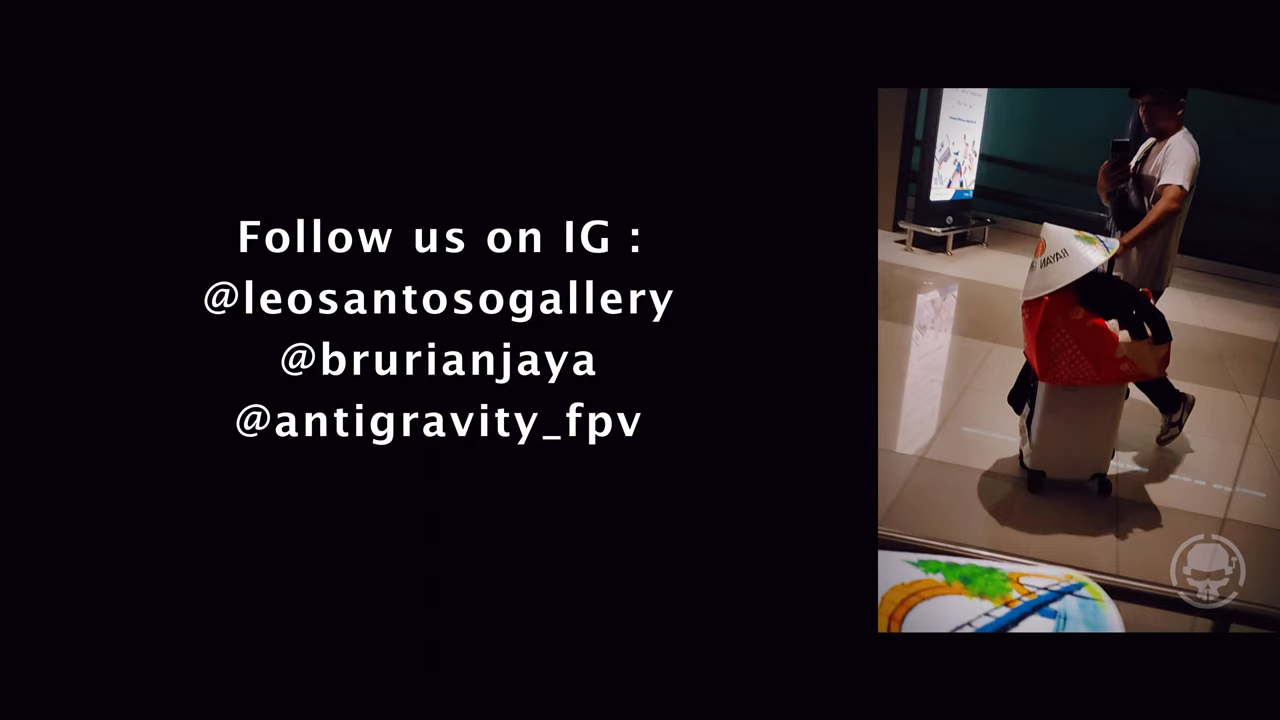 Follow us on IG :
@leosantosogallery
@brurianjaya
@antigravity_fpv